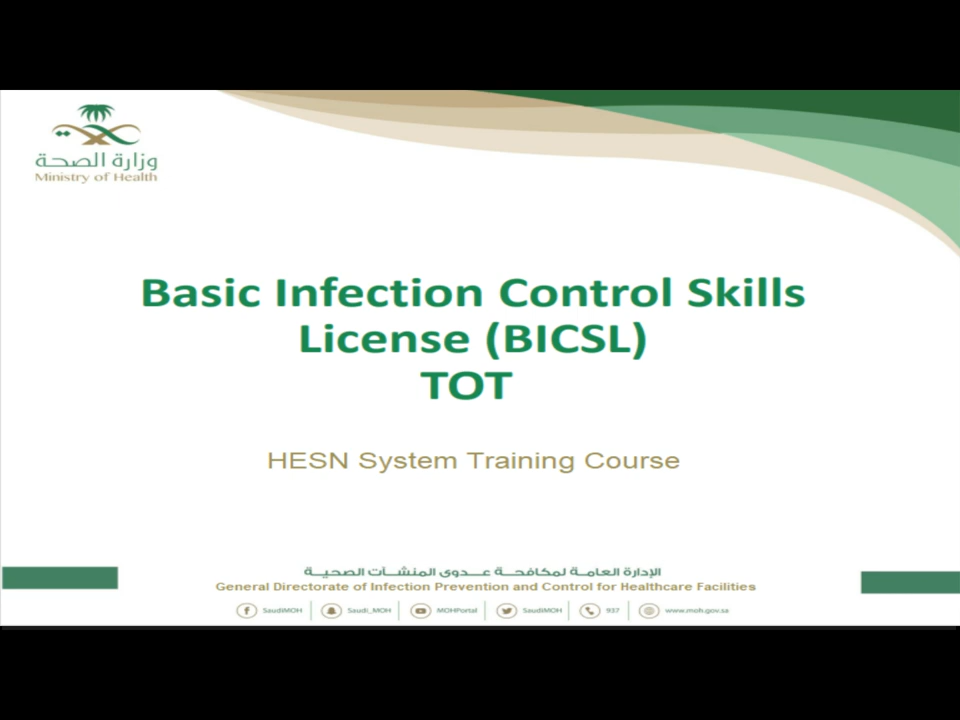 وزارة الصحة
Ministry of Health
Basic Infection Control Skills
License (BICSL)
TOT
HESN System Training Course
الإدارة العامة لمكافحة عدوى المنشآت الصحية
General Directorate of Infection Prevention and Control for Healthcare Facilities
SaudiMOH
Saudi_MOH
MOHPortal
SaudiMOH
937
www.moh.gov.sa